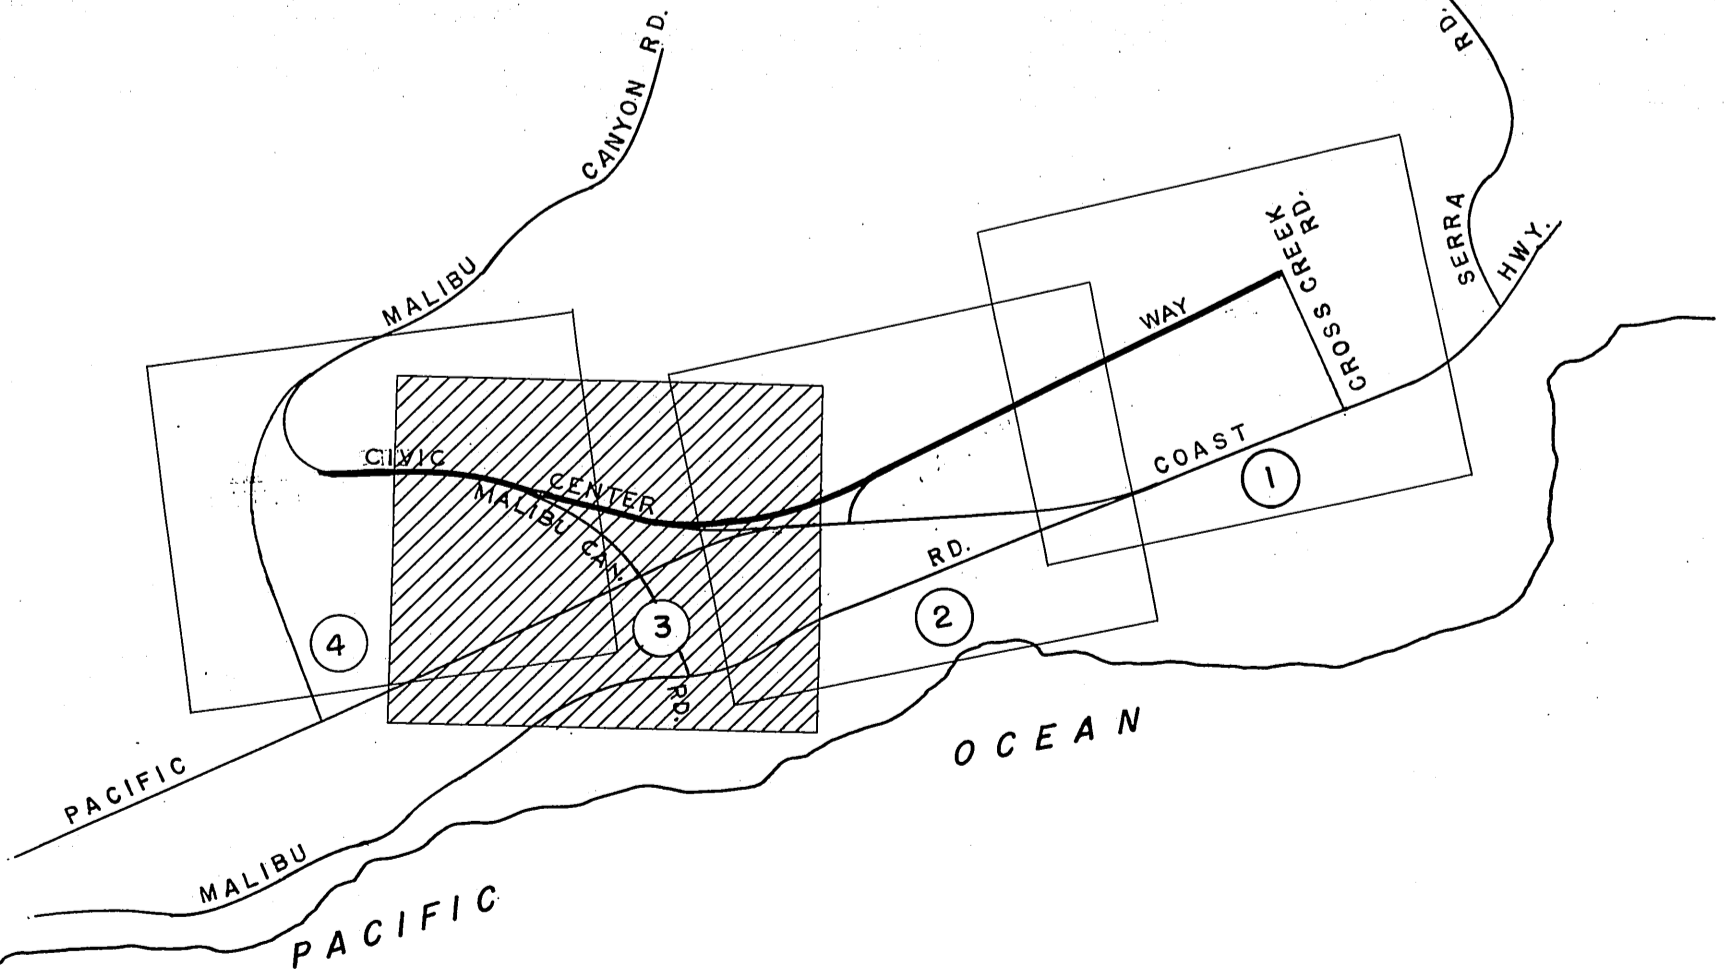 MALIBU CANYON RD.
SERRA RD.
CROSS CREEK RD.
CIVIC CENTER WAY
MALIBU CAN. RD.
PACIFIC COAST HWY.
MALIBU RD.
1
2
3
4
PACIFIC OCEAN